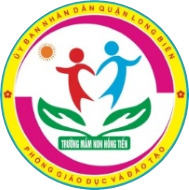 ỦY BAN NHÂN DÂN QUẬN LONG BIÊN
TRƯỜNG MẦM NON HỒNG TIẾN
PHÒNG GIÁO DỤC VÀ ĐÀO TẠO